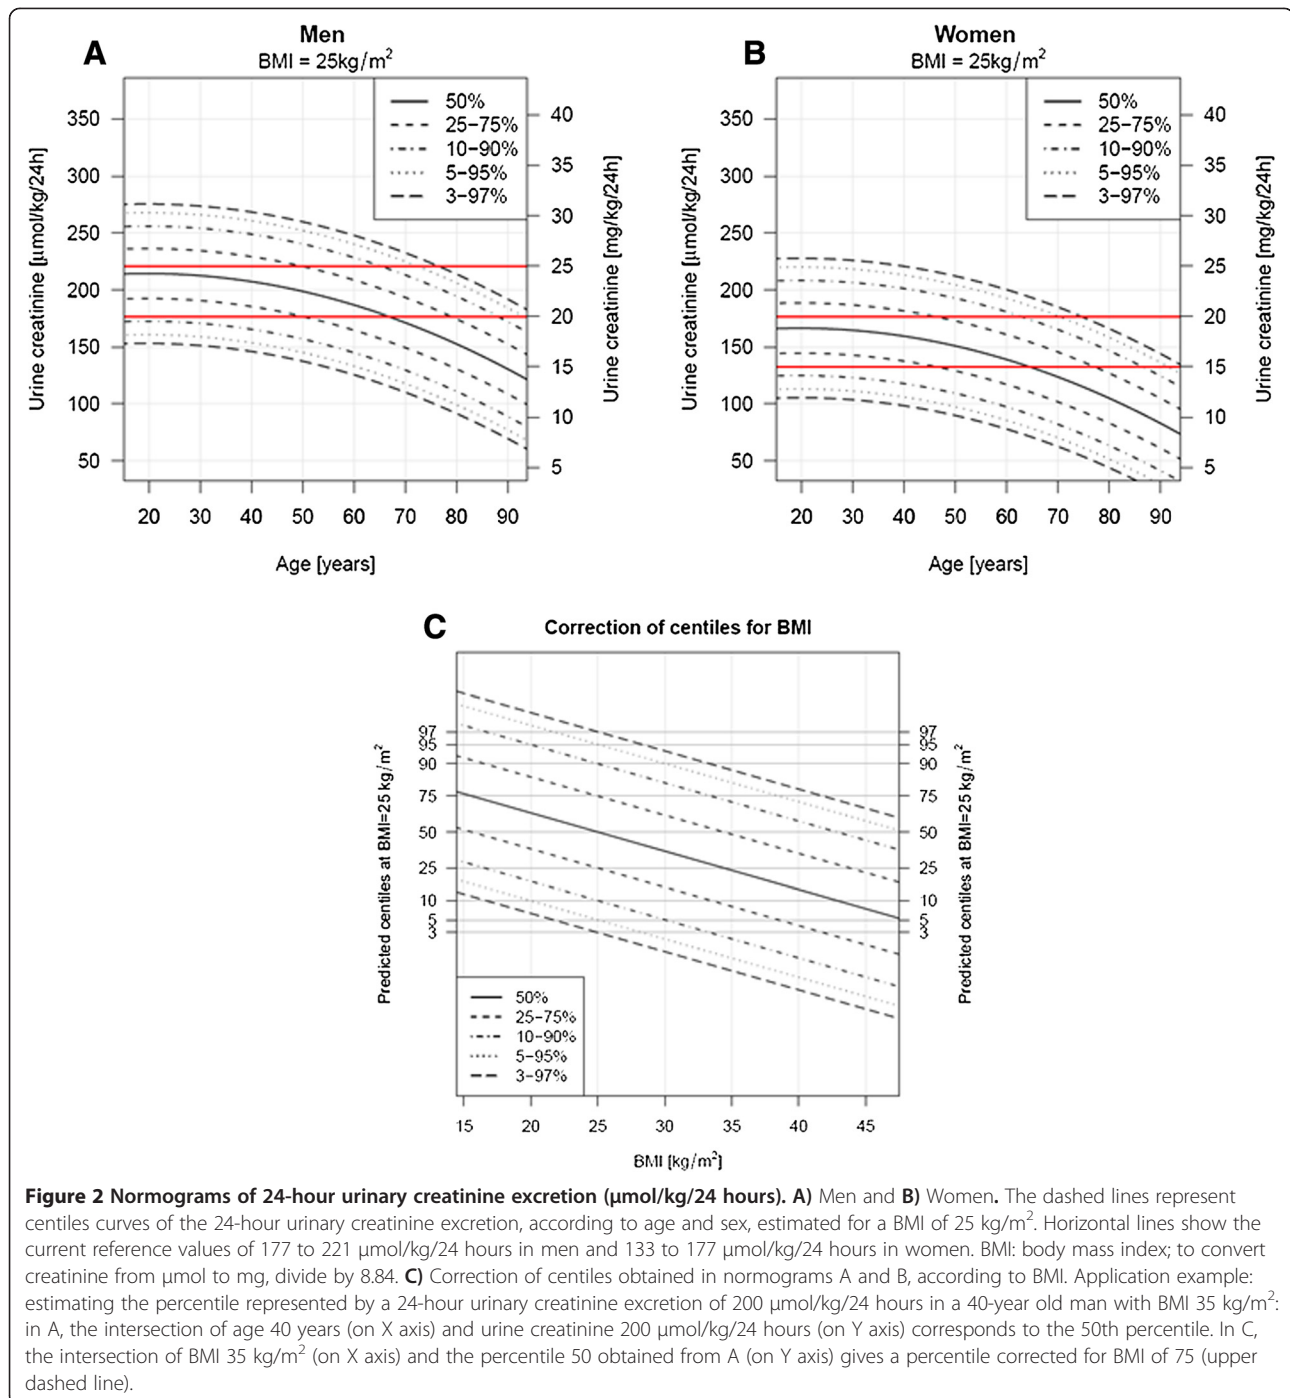 A
Men
BMI = 25kg/m²
50%
25–75%
10–90%
5–95%
3–97%
Urine creatinine [µmol/kg/24h]
350
300
250
200
150
100
50
Urine creatinine [mg/kg/24h]
40
35
30
25
20
15
10
5
20 30 40 50 60 70 80 90
Age [years]
B
Women
BMI = 25kg/m²
50%
25–75%
10–90%
5–95%
3–97%
Urine creatinine [µmol/kg/24h]
350
300
250
200
150
100
50
Urine creatinine [mg/kg/24h]
40
35
30
25
20
15
10
5
20 30 40 50 60 70 80 90
Age [years]
C
Correction of centiles for BMI
Predicted centiles at BMI=25 kg/m²
97
95
90
75
50
25
10
5
3
Predicted centiles at BMI=25 kg/m²
97
95
90
75
50
25
10
5
3
50%
25–75%
10–90%
5–95%
3–97%
15 20 25 30 35 40 45
BMI [kg/m²]
Figure 2 Normograms of 24-hour urinary creatinine excretion (µmol/kg/24 hours). A) Men and B) Women. The dashed lines represent
centiles curves of the 24-hour urinary creatinine excretion, according to age and sex, estimated for a BMI of 25 kg/m². Horizontal lines show the
current reference values of 177 to 221 µmol/kg/24 hours in men and 133 to 177 µmol/kg/24 hours in women. BMI: body mass index; to convert
creatinine from µmol to mg, divide by 8.84. C) Correction of centiles obtained in normograms A and B, according to BMI. Application example:
estimating the percentile represented by a 24-hour urinary creatinine excretion of 200 µmol/kg/24 hours in a 40-year old man with BMI 35 kg/m²:
in A, the intersection of age 40 years (on X axis) and urine creatinine 200 µmol/kg/24 hours (on Y axis) corresponds to the 50th percentile. In C,
the intersection of BMI 35 kg/m² (on X axis) and the percentile 50 obtained from A (on Y axis) gives a percentile corrected for BMI of 75 (upper
dashed line).